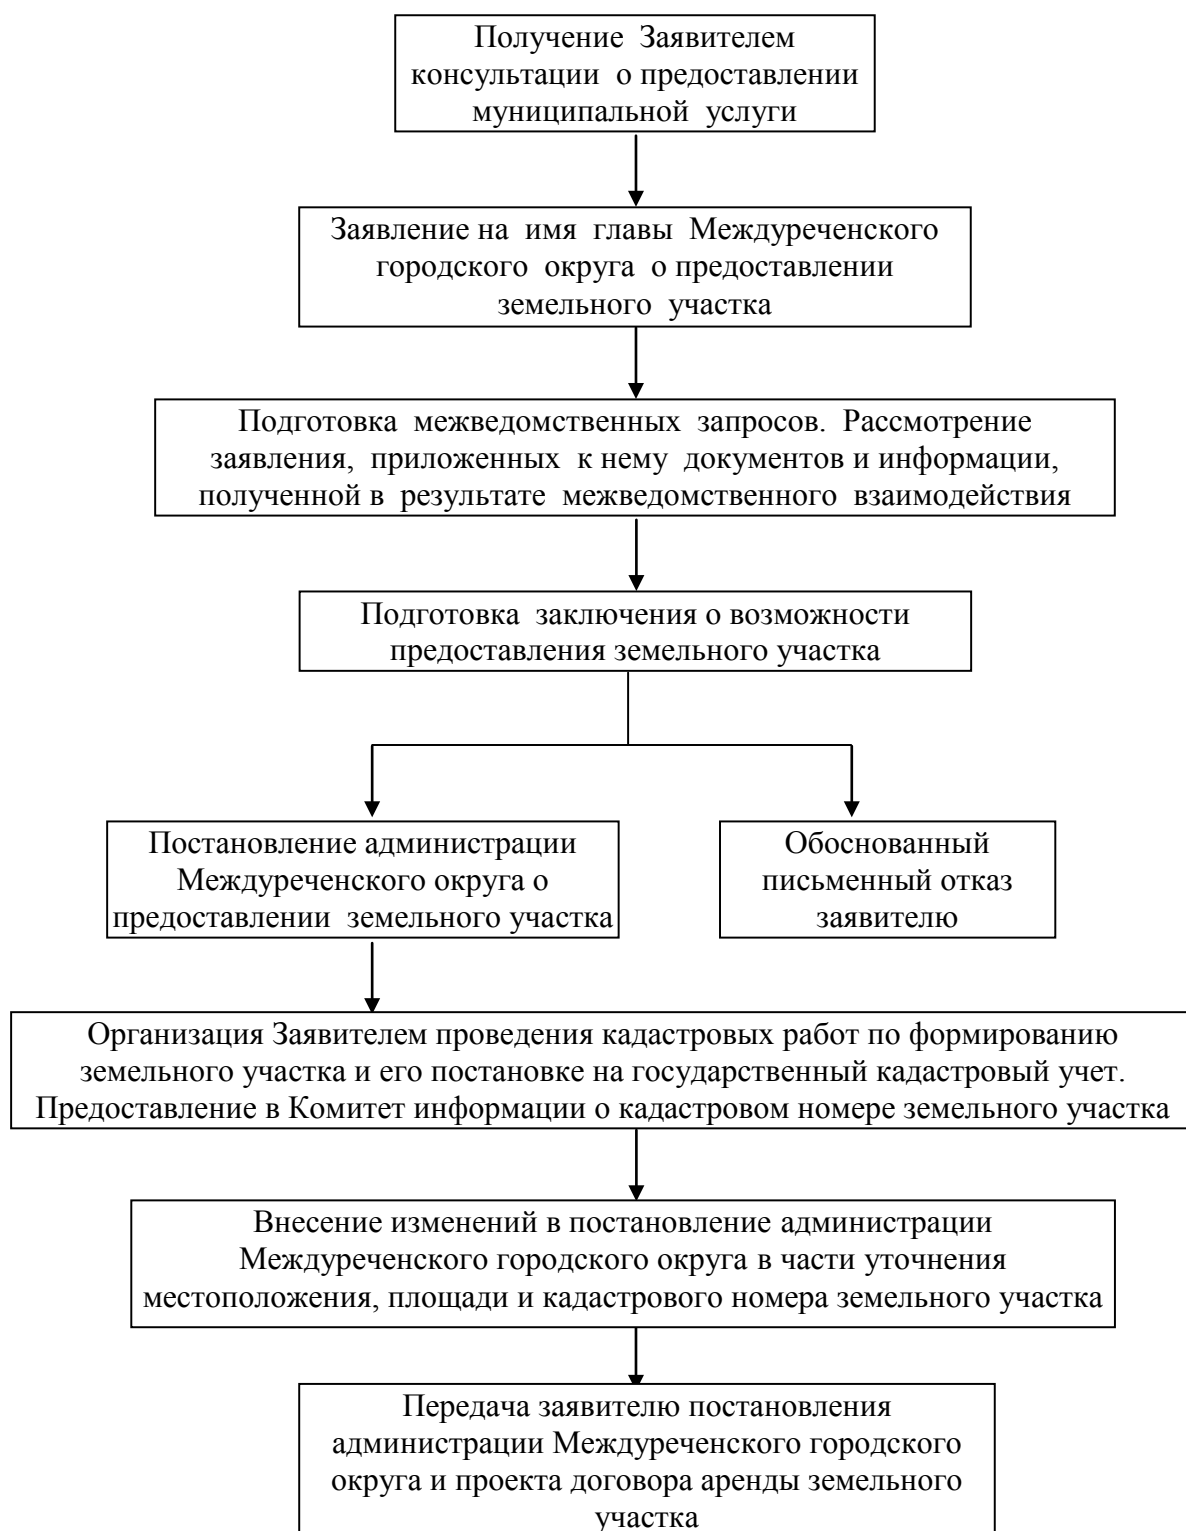 Получение Заявителем
консультации о предоставлении
муниципальной услуги
Заявление на имя главы Междуреченского
городского округа о предоставлении
земельного участка
Подготовка межведомственных запросов. Рассмотрение
заявления, приложенных к нему документов и информации,
полученной в результате межведомственного взаимодействия
Подготовка заключения о возможности
предоставления земельного участка
Постановление администрации
Междуреченского округа о
предоставлении земельного участка
Обоснованный
письменный отказ
заявителю
Организация Заявителем проведения кадастровых работ по формированию
земельного участка и его постановке на государственный кадастровый учет.
Предоставление в Комитет информации о кадастровом номере земельного участка
Внесение изменений в постановление администрации
Междуреченского городского округа в части уточнения
местоположения, площади и кадастрового номера земельного участка
Передача заявителю постановления
администрации Междуреченского городского
округа и проекта договора аренды земельного
участка